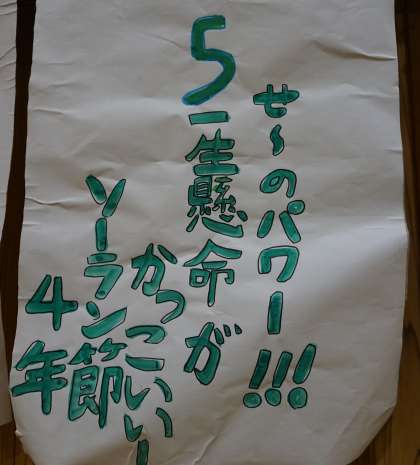 せ〜のパワー!!!
5
一生懸命が
かっこいい!
ソーラン節
4年